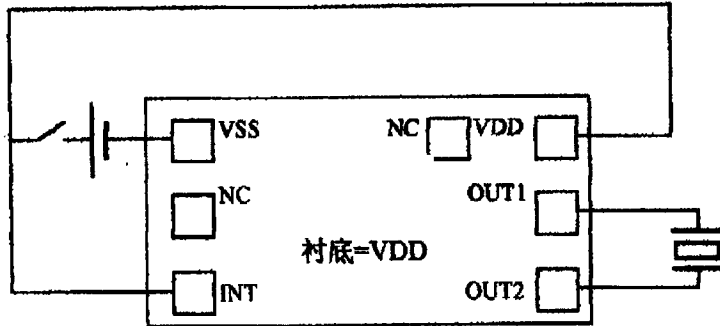 VSS
NC VDD
NC
OUT1
衬底=VDD
INT
OUT2